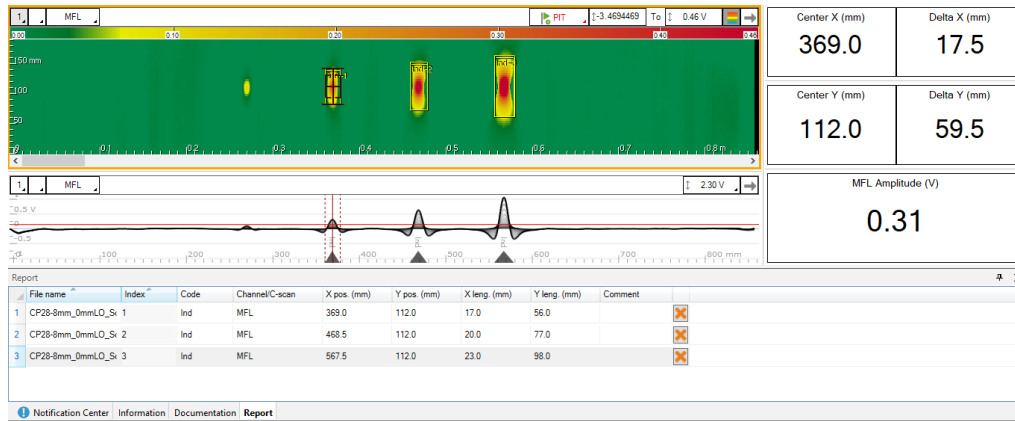 1 MFL PIT -3.4694469 To 0.46 V
0.00 0.10 0.20 0.30 0.40 0.46
150 mm
100
50
0.1 0.2 0.3 0.4 0.5 0.6 0.7 0.8 m
1 MFL 2.30 V
0.5 V
0
-0.5
100 200 300 400 500 600 700 800 mm
Center X (mm) Delta X (mm)
369.0 17.5
Center Y (mm) Delta Y (mm)
112.0 59.5
MFL Amplitude (V)
0.31
Report
File name Index Code Channel/C-scan X pos. (mm) Y pos. (mm) X leng. (mm) Y leng. (mm) Comment
1 CP28-8mm_0mmLO_Sc 1 Ind MFL 369.0 112.0 17.0 56.0
2 CP28-8mm_0mmLO_Sc 2 Ind MFL 468.5 112.0 20.0 77.0
3 CP28-8mm_0mmLO_Sc 3 Ind MFL 567.5 112.0 23.0 98.0
Notification Center Information Documentation Report